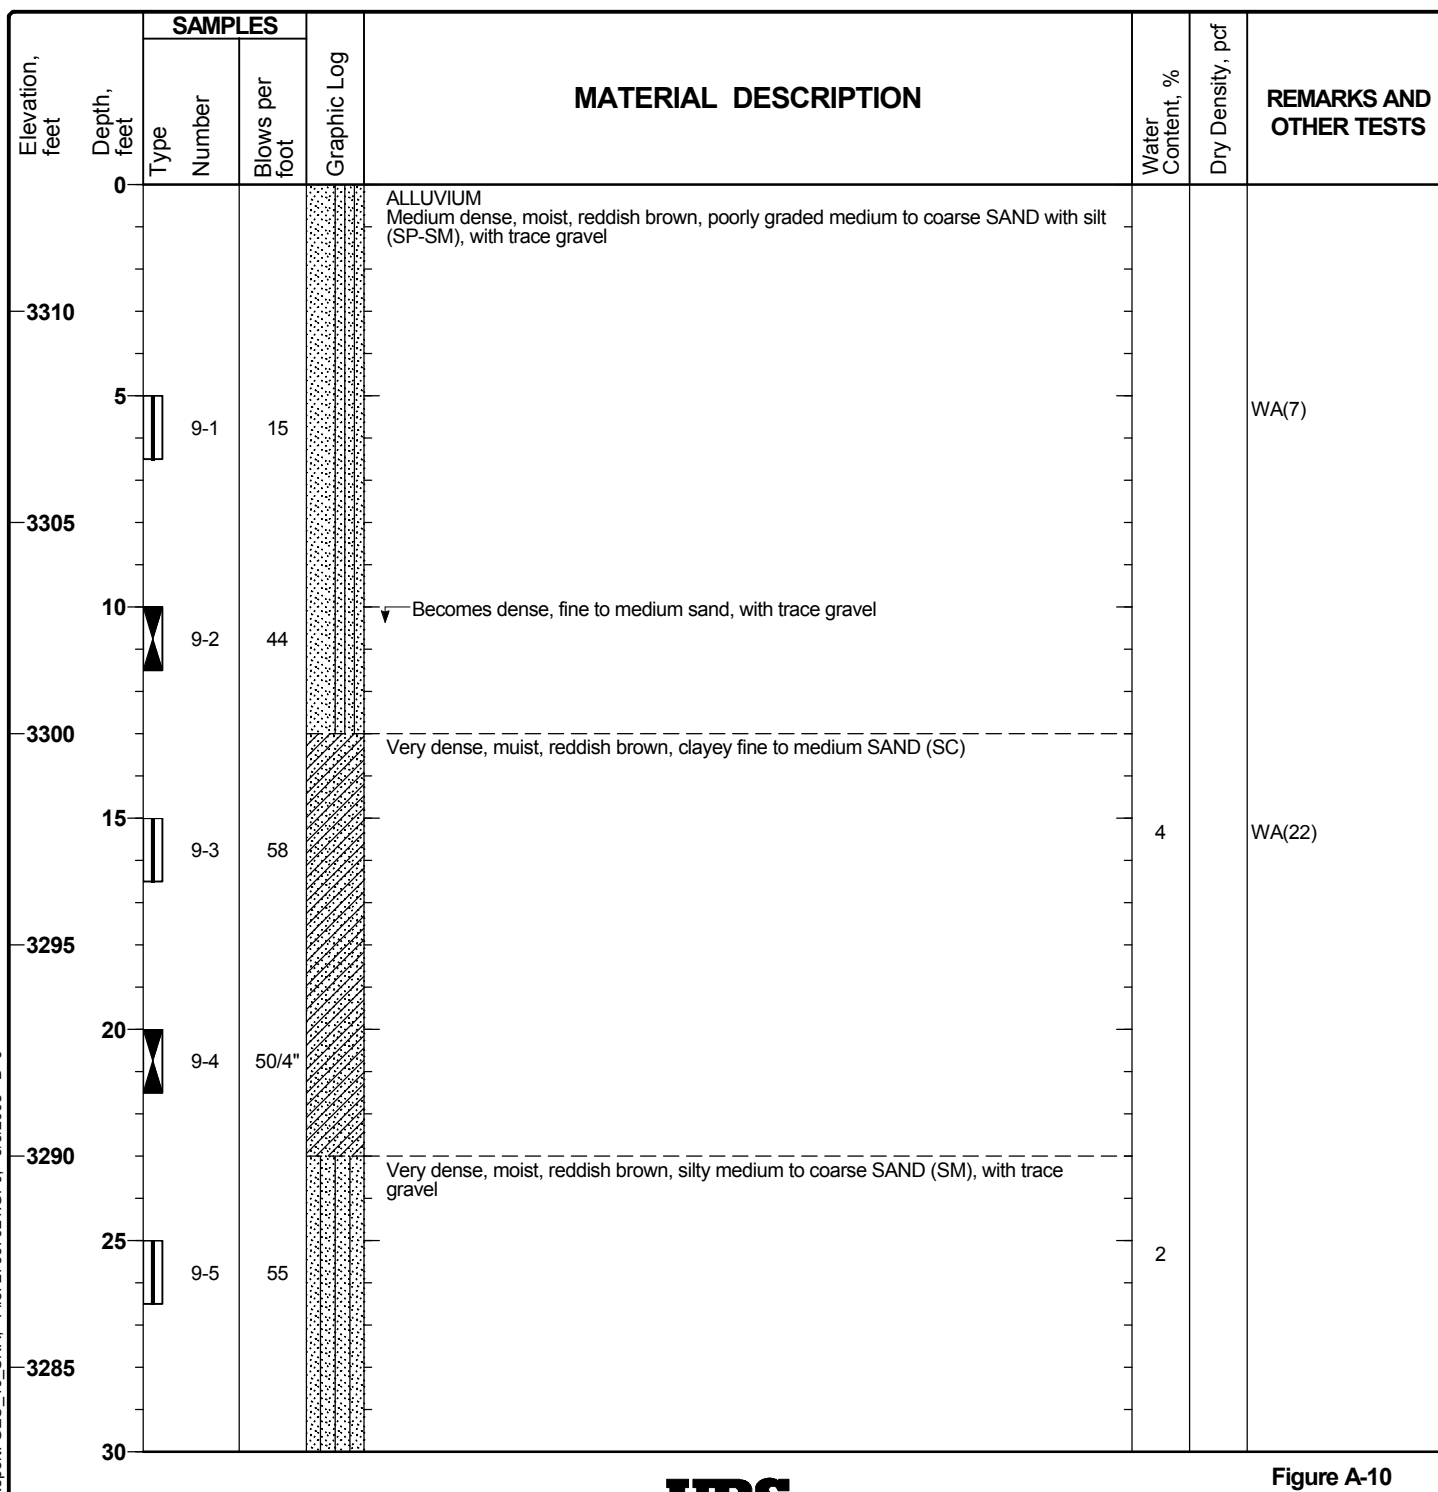 SAMPLES
Elevation,
feet
Depth,
feet
Type
Number
Blows per
foot
Graphic Log
MATERIAL DESCRIPTION
Water
Content, %
Dry Density, pcf
REMARKS AND
OTHER TESTS
0
ALLUVIUM
Medium dense, moist, reddish brown, poorly graded medium to coarse SAND with silt
(SP-SM), with trace gravel
3310
5
9-1 15 WA(7)
3305
10
Becomes dense, fine to medium sand, with trace gravel
9-2 44
3300
Very dense, muist, reddish brown, clayey fine to medium SAND (SC)
15
9-3 58 4 WA(22)
3295
20
9-4 50/4"
3290
Very dense, moist, reddish brown, silty medium to coarse SAND (SM), with trace
gravel
25
9-5 55 2
3285
30
Figure A-10